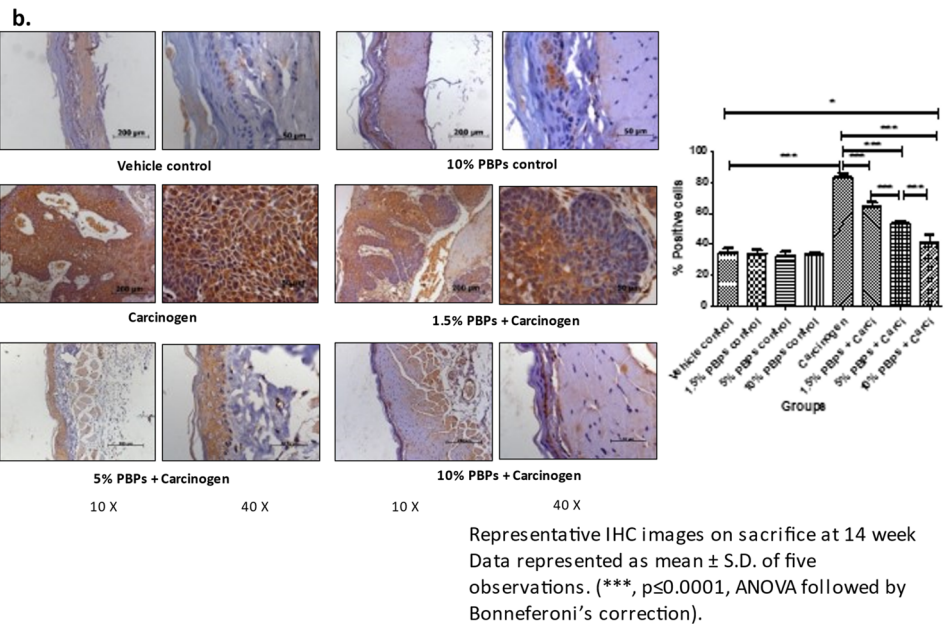 b.
200 µm
50 µm
200 µm
50 µm
Vehicle control
10% PBPs control
200 µm
200 µm
Carcinogen
1.5% PBPs + Carcinogen
5% PBPs + Carcinogen
10% PBPs + Carcinogen
10 X
40 X
10 X
40 X
*
***
***
***
***
***
***
% Positive cells
100
80
60
40
20
0
Vehicle control
1.5% PBPs control
5% PBPs control
10% PBPs control
Carcinogen
1.5% PBPs + Carci
5% PBPs + Carci
10% PBPs + Carci
Groups
Representative IHC images on sacrifice at 14 week
Data represented as mean ± S.D. of five
observations. (***, p≤0.0001, ANOVA followed by
Bonneferoni’s correction).